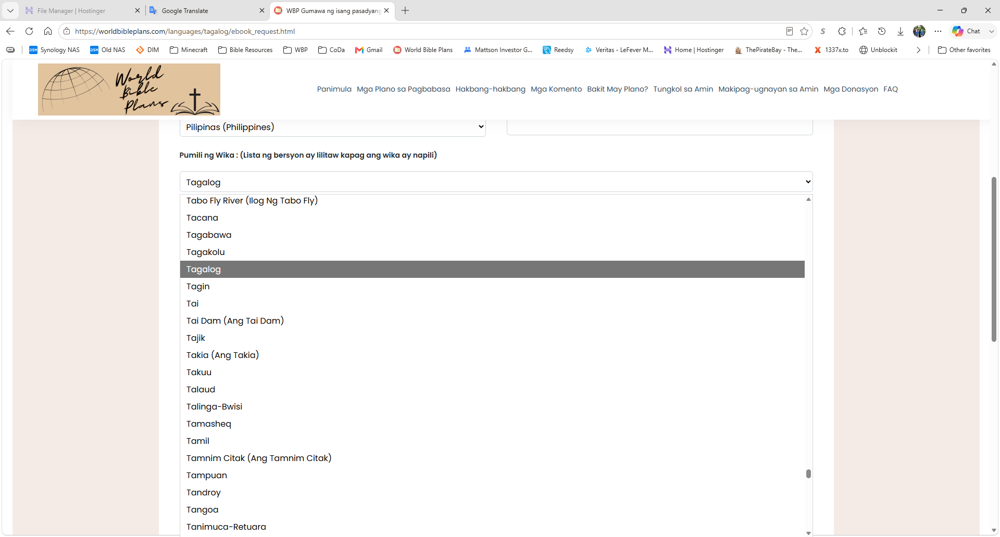 File Manager | Hostinger
Google Translate
WBP Gumawa ng isang pasadyang
https://worldbibleplans.com/languages/tagalog/ebook_request.html
Chat
Synology NAS
Old NAS
DIM
Minecraft
Bible Resources
WBP
CoDa
Gmail
World Bible Plans
Mattson Investor G...
Reedsy
Veritas - LeFever M...
Home | Hostinger
ThePirateBay - The...
1337x.to
Unblockit
Other favorites
World
Bible
Plans
Panimula Mga Plano sa Pagbabasa Hakbang-hakbang Mga Komento Bakit May Plano? Tungkol sa Amin Makipag-ugnayan sa Amin Mga Donasyon FAQ
Pilipinas (Philippines)
Pumili ng Wika : (Lista ng bersyon ay lilitaw kapag ang wika ay napili)
Tagalog
Tabo Fly River (Ilog Ng Tabo Fly)
Tacana
Tagabawa
Tagakolu
Tagalog
Tagin
Tai
Tai Dam (Ang Tai Dam)
Tajik
Takia (Ang Takia)
Takuu
Talaud
Talinga-Bwisi
Tamasheq
Tamil
Tamnim Citak (Ang Tamnim Citak)
Tampuan
Tandroy
Tangoa
Tanimuca-Retuara